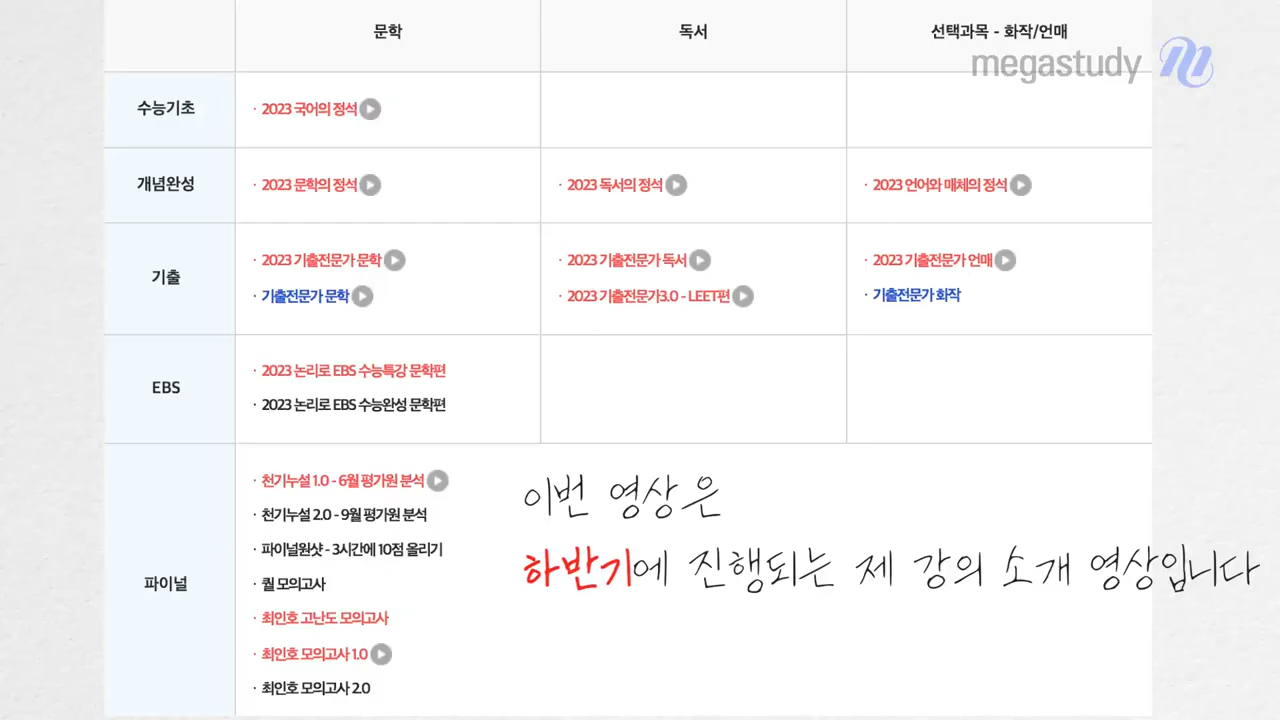 문학 독서 선택과목 - 화작/언매
megastudy
수능기초 · 2023 국어의 정석
개념완성 · 2023 문학의 정석 · 2023 독서의 정석 · 2023 언어와 매체의 정석
· 2023 기출전문가 문학 · 2023 기출전문가 독서 · 2023 기출전문가 언매
기출
· 기출전문가 문학 · 2023 기출전문가3.0 - LEET편 · 기출전문가 화작
· 2023 논리로 EBS 수능특강 문학편
EBS
· 2023 논리로 EBS 수능완성 문학편
· 천기누설 1.0 - 6월 평가원 분석
· 천기누설 2.0 - 9월 평가원 분석
· 파이널원샷 - 3시간에 10점 올리기
파이널
· 퀄 모의고사
· 최인호 고난도 모의고사
· 최인호 모의고사 1.0
· 최인호 모의고사 2.0
이번 영상은
하반기에 진행되는 제 강의 소개 영상입니다